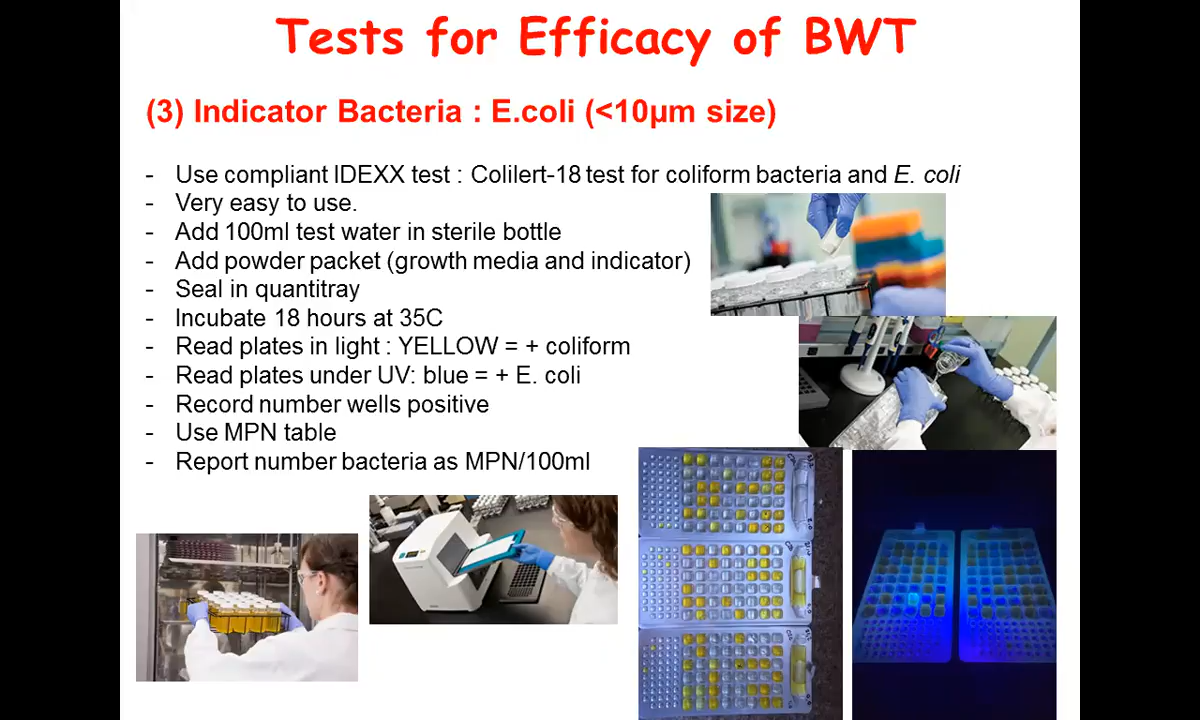 Tests for Efficacy of BWT
(3) Indicator Bacteria : E.coli (<10µm size)
- Use compliant IDEXX test : Colilert-18 test for coliform bacteria and E. coli
- Very easy to use.
- Add 100ml test water in sterile bottle
- Add powder packet (growth media and indicator)
- Seal in quantitray
- Incubate 18 hours at 35C
- Read plates in light : YELLOW = + coliform
- Read plates under UV: blue = + E. coli
- Record number wells positive
- Use MPN table
- Report number bacteria as MPN/100ml